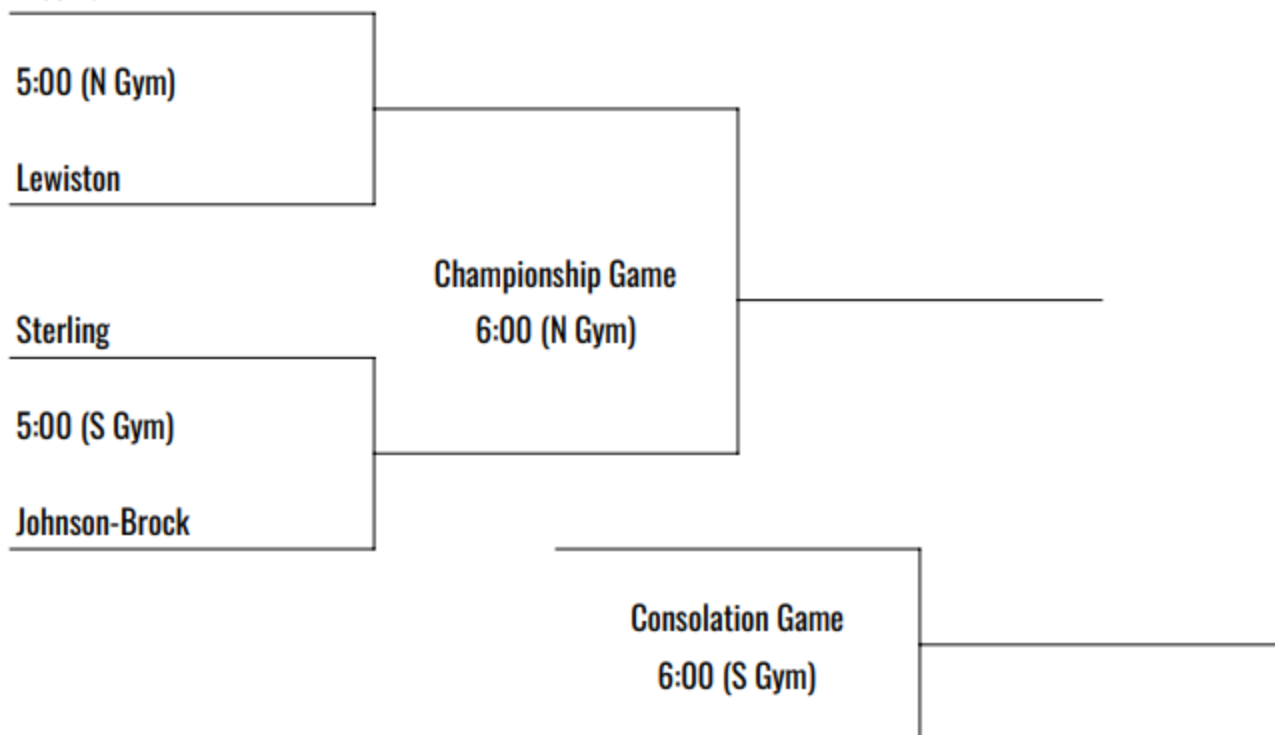 5:00 (N Gym)
Lewiston
Championship Game
6:00 (N Gym)
Sterling
5:00 (S Gym)
Johnson-Brock
Consolation Game
6:00 (S Gym)